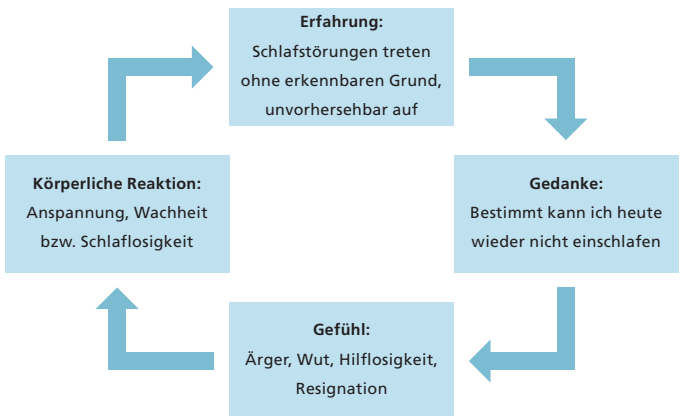 Erfahrung:
Schlafstörungen treten
ohne erkennbaren Grund,
unvorhersehbar auf
Gedanke:
Bestimmt kann ich heute
wieder nicht einschlafen
Gefühl:
Ärger, Wut, Hilflosigkeit,
Resignation
Körperliche Reaktion:
Anspannung, Wachheit
bzw. Schlaflosigkeit